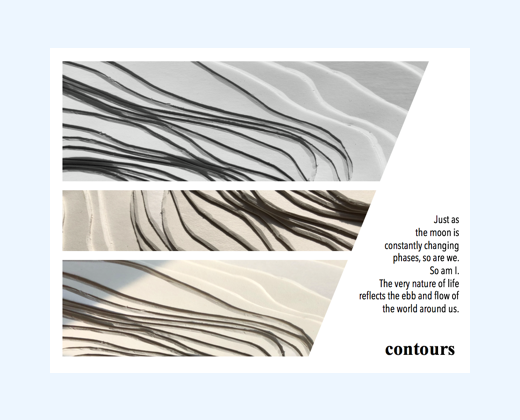 Just as
the moon is
constantly changing
phases, so are we.
So am I.
The very nature of life
reflects the ebb and flow of
the world around us.
contours